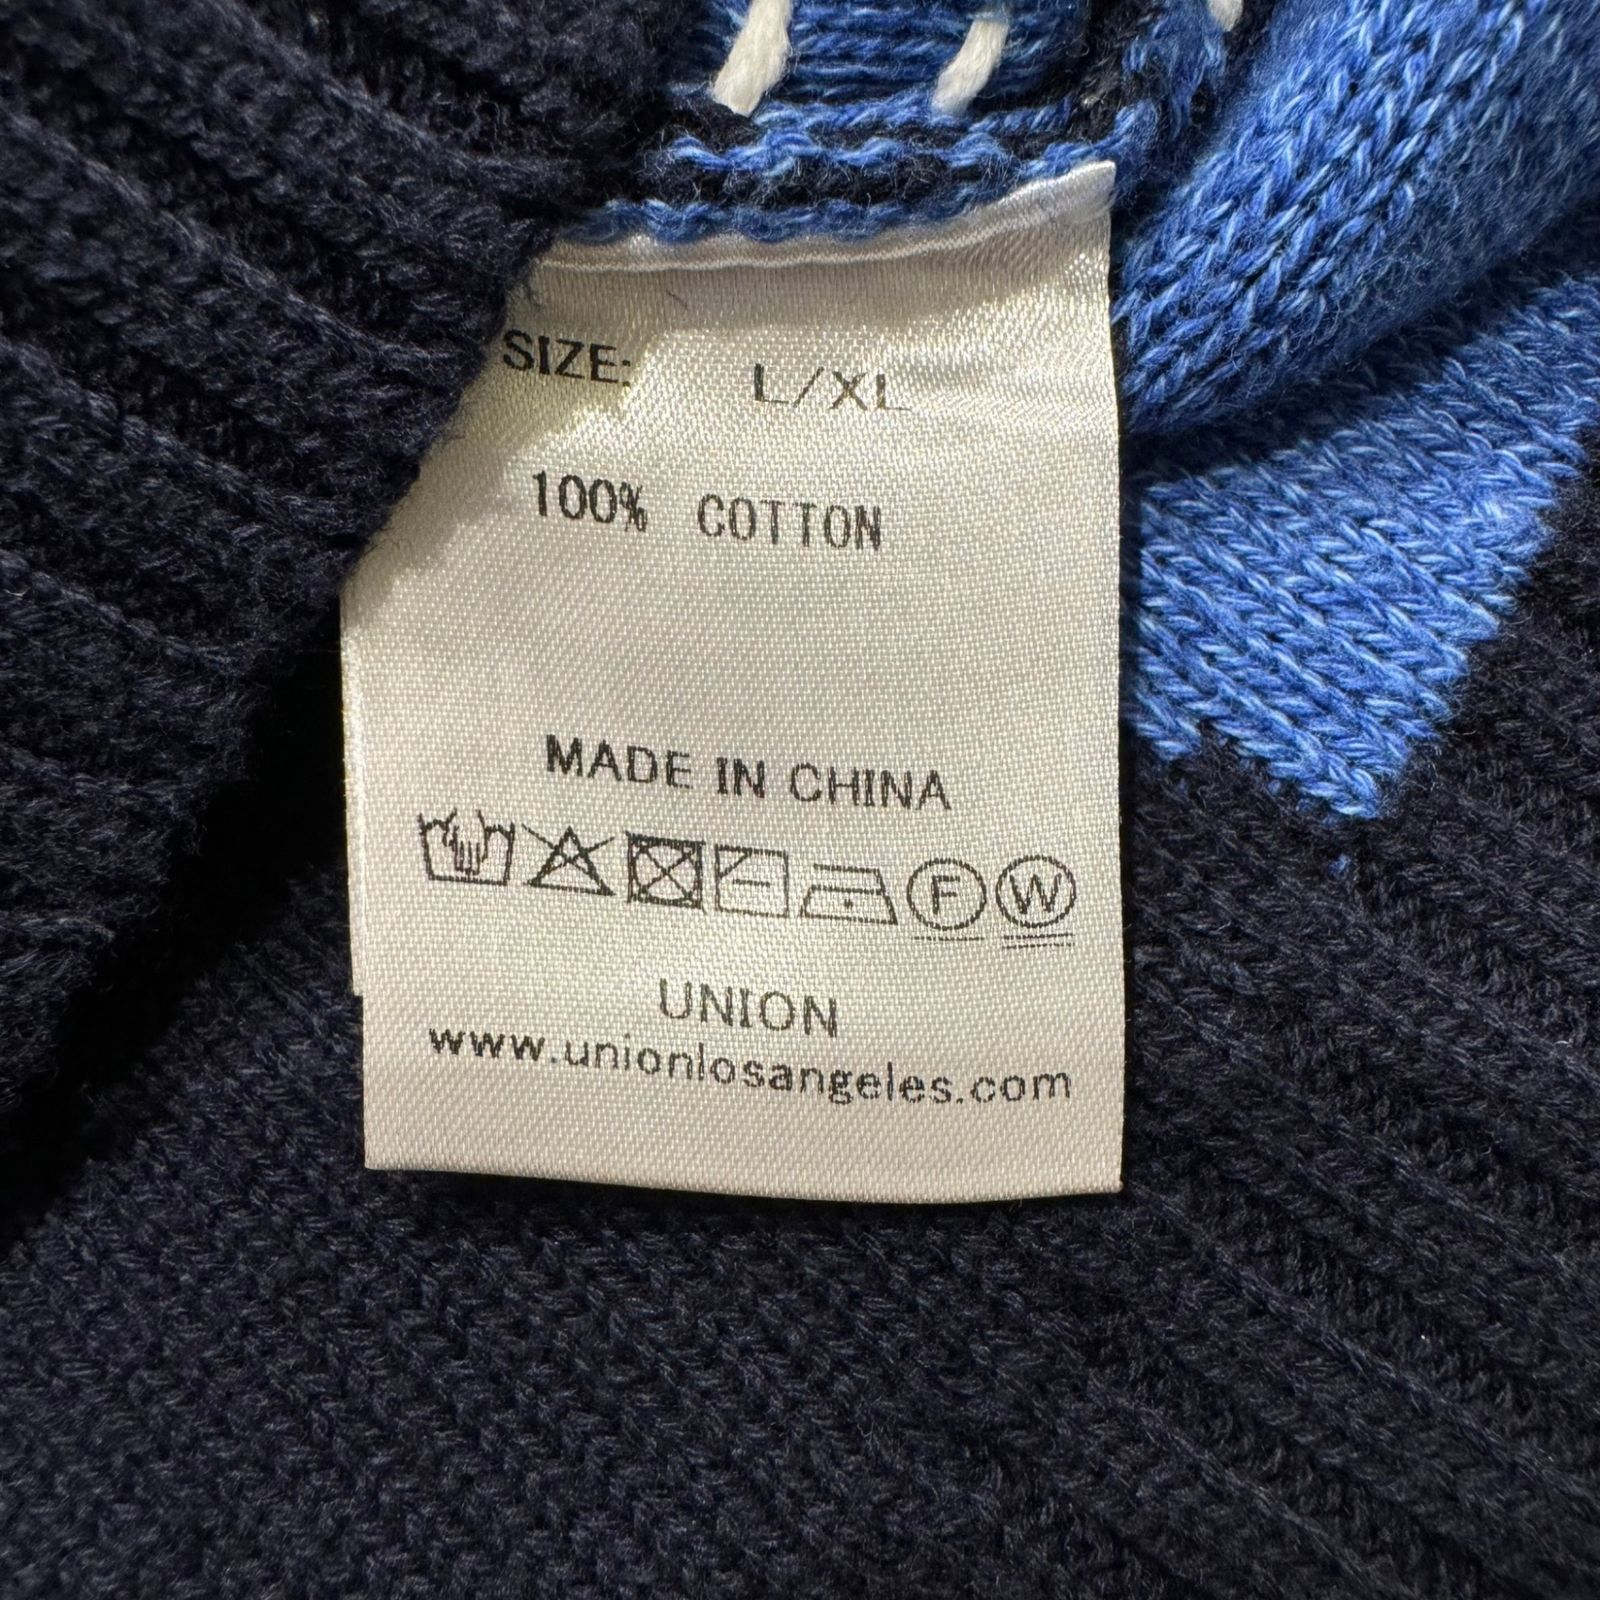 SIZE: L/XL
100% COTTON
MADE IN CHINA
F W
UNION
www.unionlosangeles.com